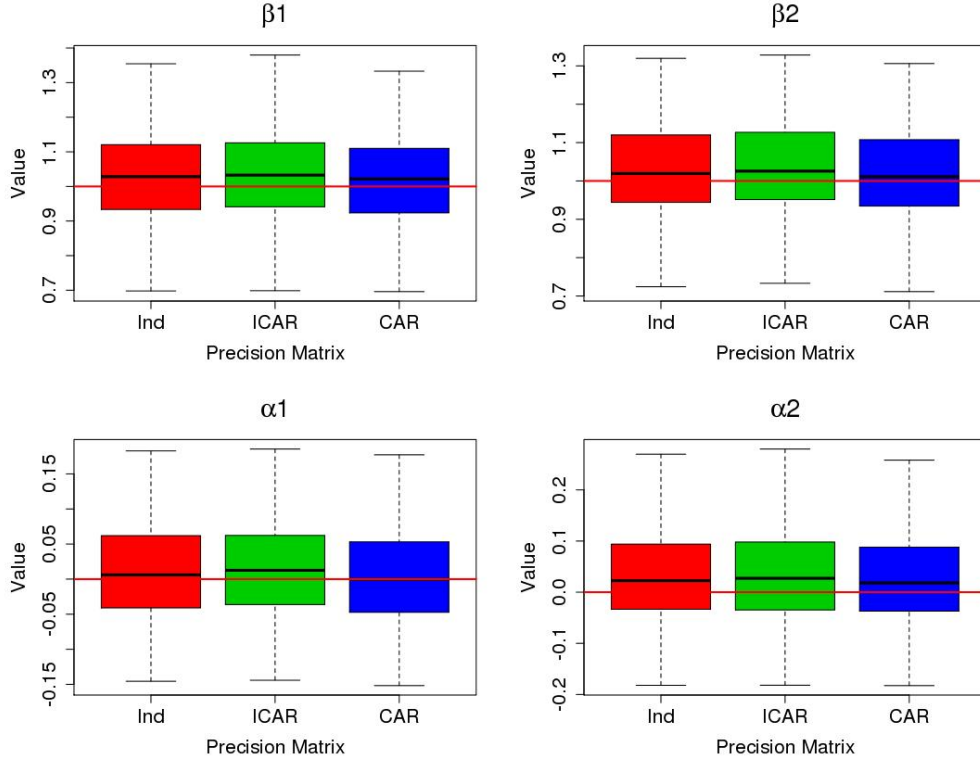 β1
Value
0.7
0.9
1.1
1.3
Ind
ICAR
CAR
Precision Matrix
β2
Value
0.7
0.9
1.1
1.3
Ind
ICAR
CAR
Precision Matrix
α1
Value
-0.15
-0.05
0.05
0.15
Ind
ICAR
CAR
Precision Matrix
α2
Value
-0.2
-0.1
0.0
0.1
0.2
Ind
ICAR
CAR
Precision Matrix